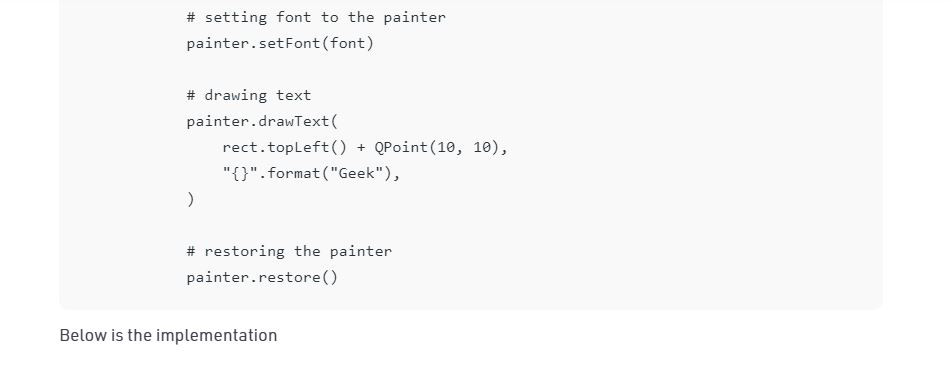 # setting font to the painter
painter.setFont(font)
# drawing text
painter.drawText(
rect.topLeft() + QPoint(10, 10),
"{}".format("Geek"),
)
# restoring the painter
painter.restore()
Below is the implementation